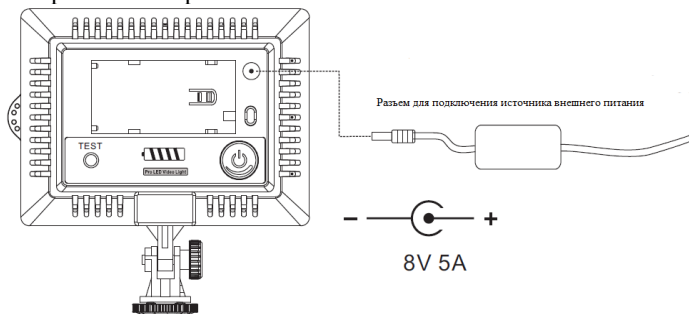 Разъем для подключения источника внешнего питания
TEST
Pro LED Video Light
− +
8V 5A